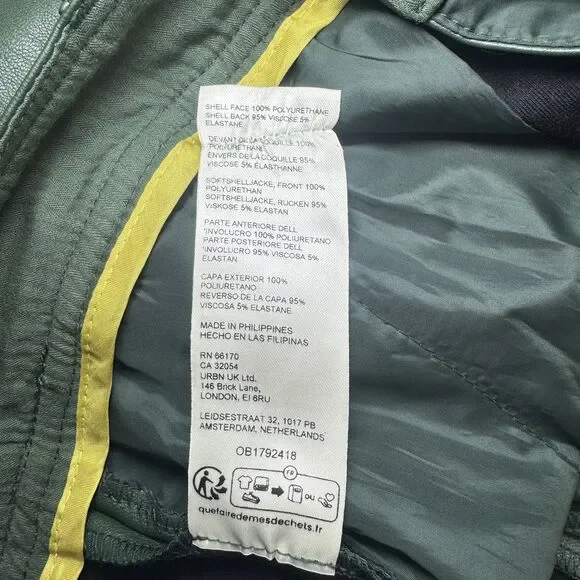 SHELL FACE 100% POLYURETHANE
SHELL BACK 95% VISCOSE 5%
ELASTANE
DEVANT DE LA COQUILLE 100%
POLYURETHANE
ENVERS DE LA COQUILLE 95%
VISCOSE 5% ELASTHANNE
SOFTSHELLJACKE, FRONT 100%
POLYURETHAN
SOFTSHELLJACKE, RUCKEN 95%
VISKOSE 5% ELASTAN
PARTE ANTERIORE DELL
'INVOLUCRO 100% POLIURETANO
PARTE POSTERIORE DELL
'INVOLUCRO 95% VISCOSA 5%
ELASTAN
CAPA EXTERIOR 100%
POLIURETANO
REVERSO DE LA CAPA 95%
VISCOSA 5% ELASTANE
MADE IN PHILIPPINES
HECHO EN LAS FILIPINAS
RN 66170
CA 32054
URBN UK Ltd.
146 Brick Lane,
LONDON, EI 6RU
LEIDSESTRAAT 32, 1017 PB
AMSTERDAM, NETHERLANDS
OB1792418
FR
OU
quefairedemesdechets.fr